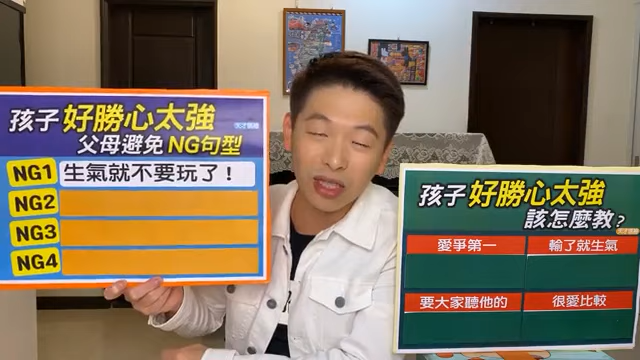 孩子 好勝心太強
父母避免 NG句型
NG1 生氣就不要玩了！
NG2
NG3
NG4
孩子 好勝心太強
該怎麼教？
愛爭第一 輸了就生氣
要大家聽他的 很愛比較